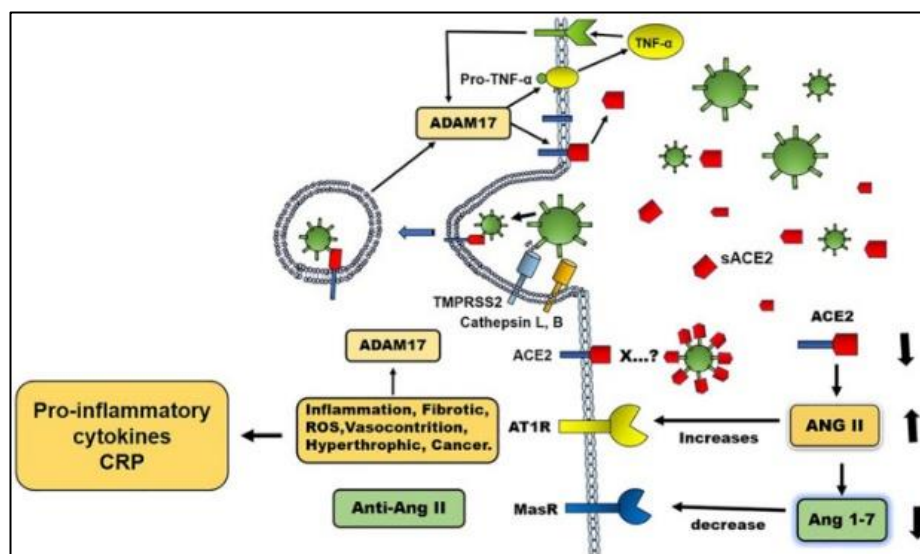 TNF-α
Pro-TNF-α
ADAM17
sACE2
TMPRSS2
Cathepsin L, B
ADAM17
ACE2
X...?
ACE2
Pro-inflammatory
cytokines
CRP
Inflammation, Fibrotic,
ROS,Vasocontrition,
Hyperthrophic, Cancer.
AT1R
Increases
ANG II
Anti-Ang II
MasR
decrease
Ang 1-7